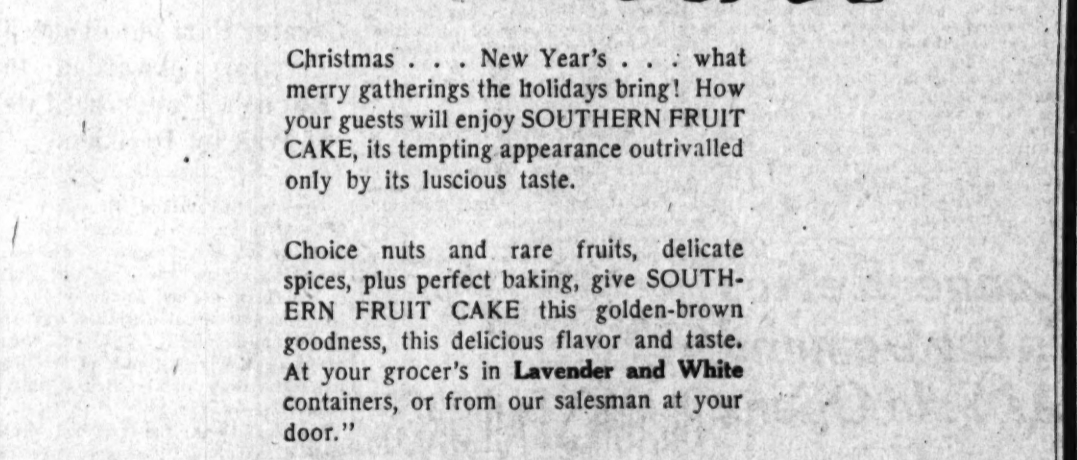 Christmas . . . New Year's . . . what
merry gatherings the holidays bring! How
your guests will enjoy SOUTHERN FRUIT
CAKE, its tempting appearance outrivalled
only by its luscious taste.
Choice nuts and rare fruits, delicate
spices, plus perfect baking, give SOUTH-
ERN FRUIT CAKE this golden-brown
goodness, this delicious flavor and taste.
At your grocer's in Lavender and White
containers, or from our salesman at your
door."